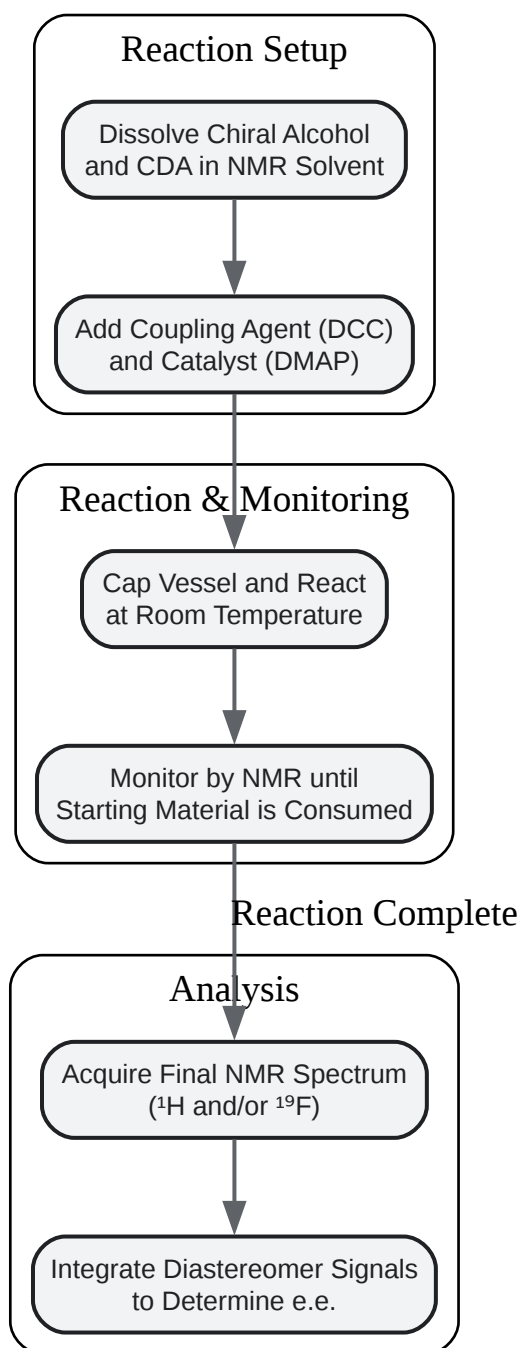 Reaction Setup
Dissolve Chiral Alcohol
and CDA in NMR Solvent
Add Coupling Agent (DCC)
and Catalyst (DMAP)
Reaction & Monitoring
Cap Vessel and React
at Room Temperature
Monitor by NMR until
Starting Material is Consumed
Reaction Complete
Analysis
Acquire Final NMR Spectrum
(¹H and/or ¹⁹F)
Integrate Diastereomer Signals
to Determine e.e.